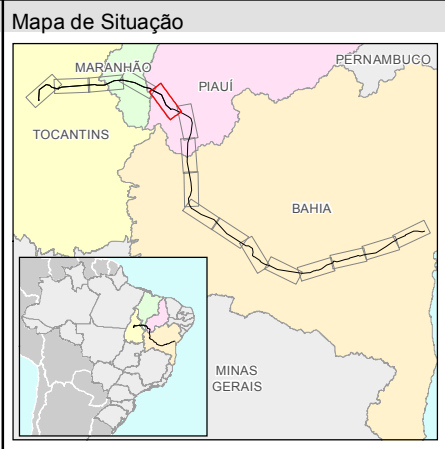 Mapa de Situação
MARANHÃO
PERNAMBUCO
PIAUÍ
TOCANTINS
BAHIA
MINAS
GERAIS